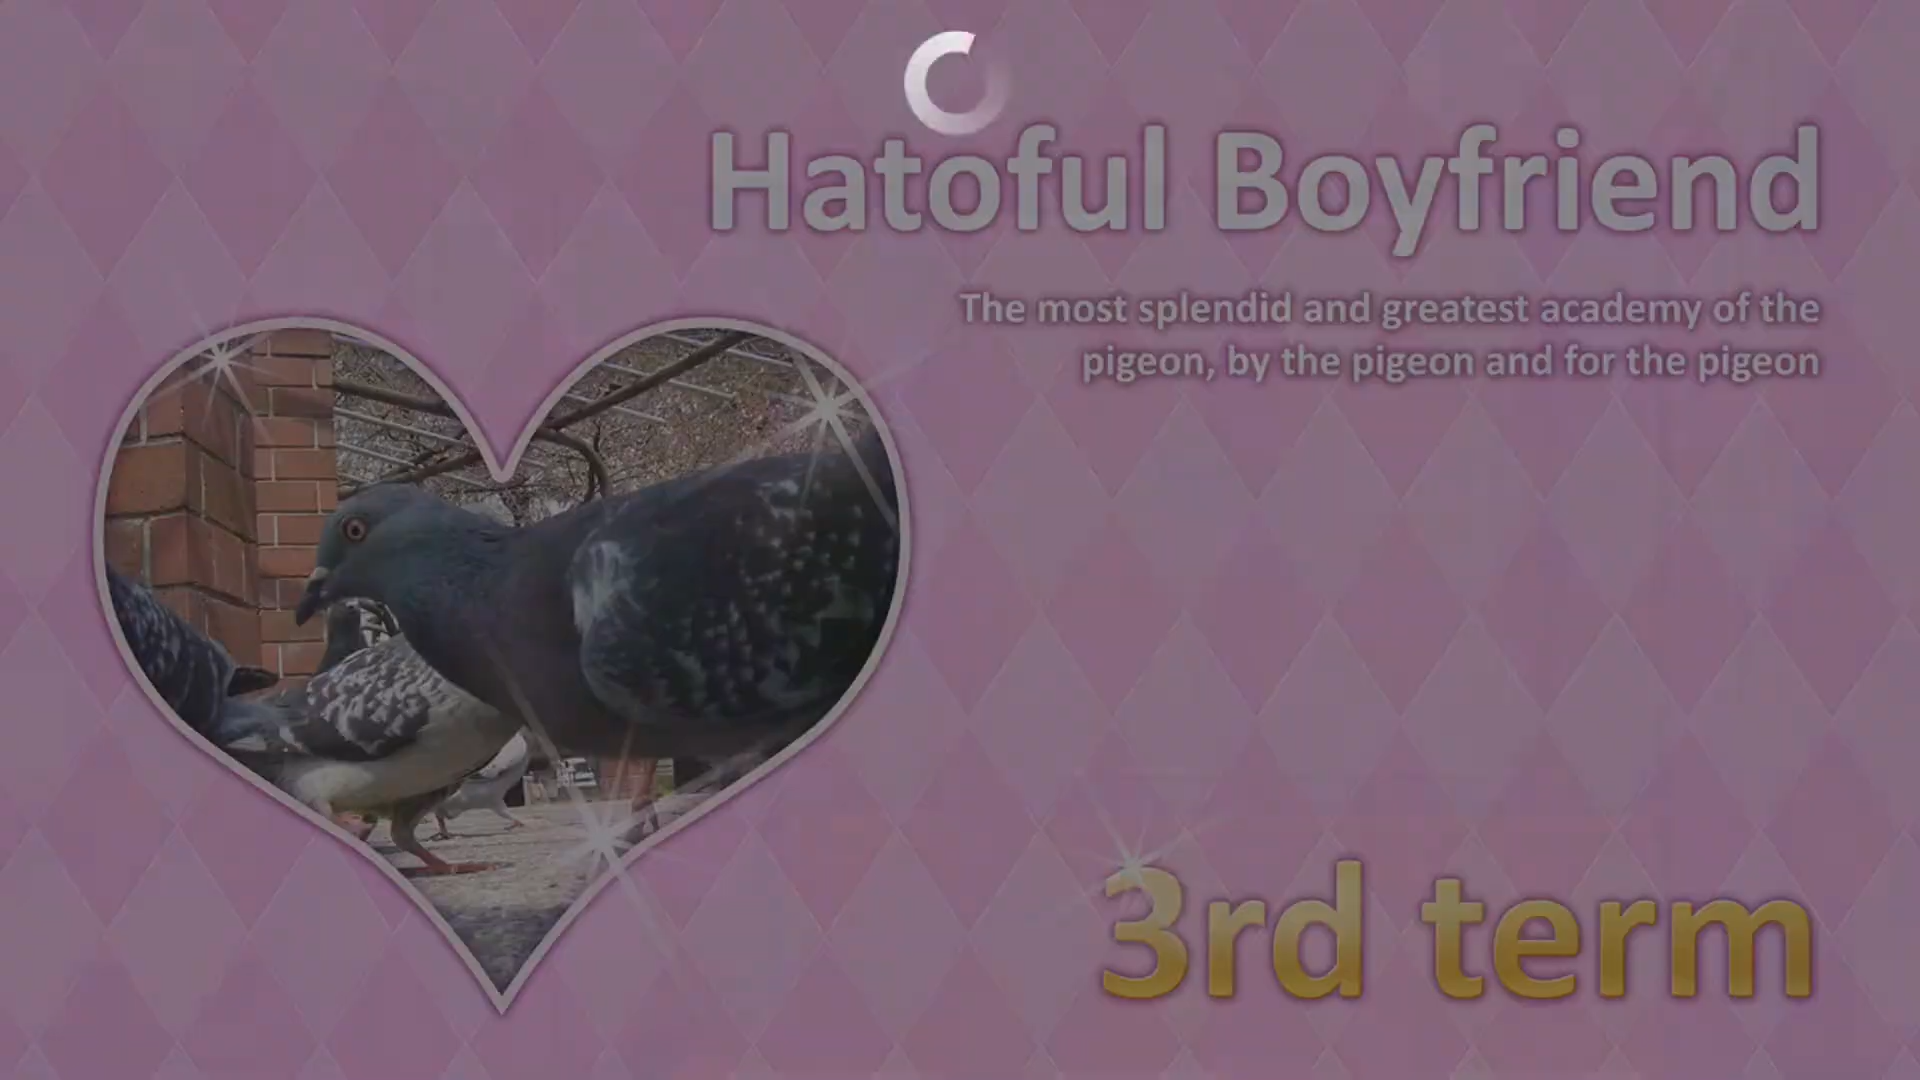 Hatoful Boyfriend
The most splendid and greatest academy of the
pigeon, by the pigeon and for the pigeon
3rd term